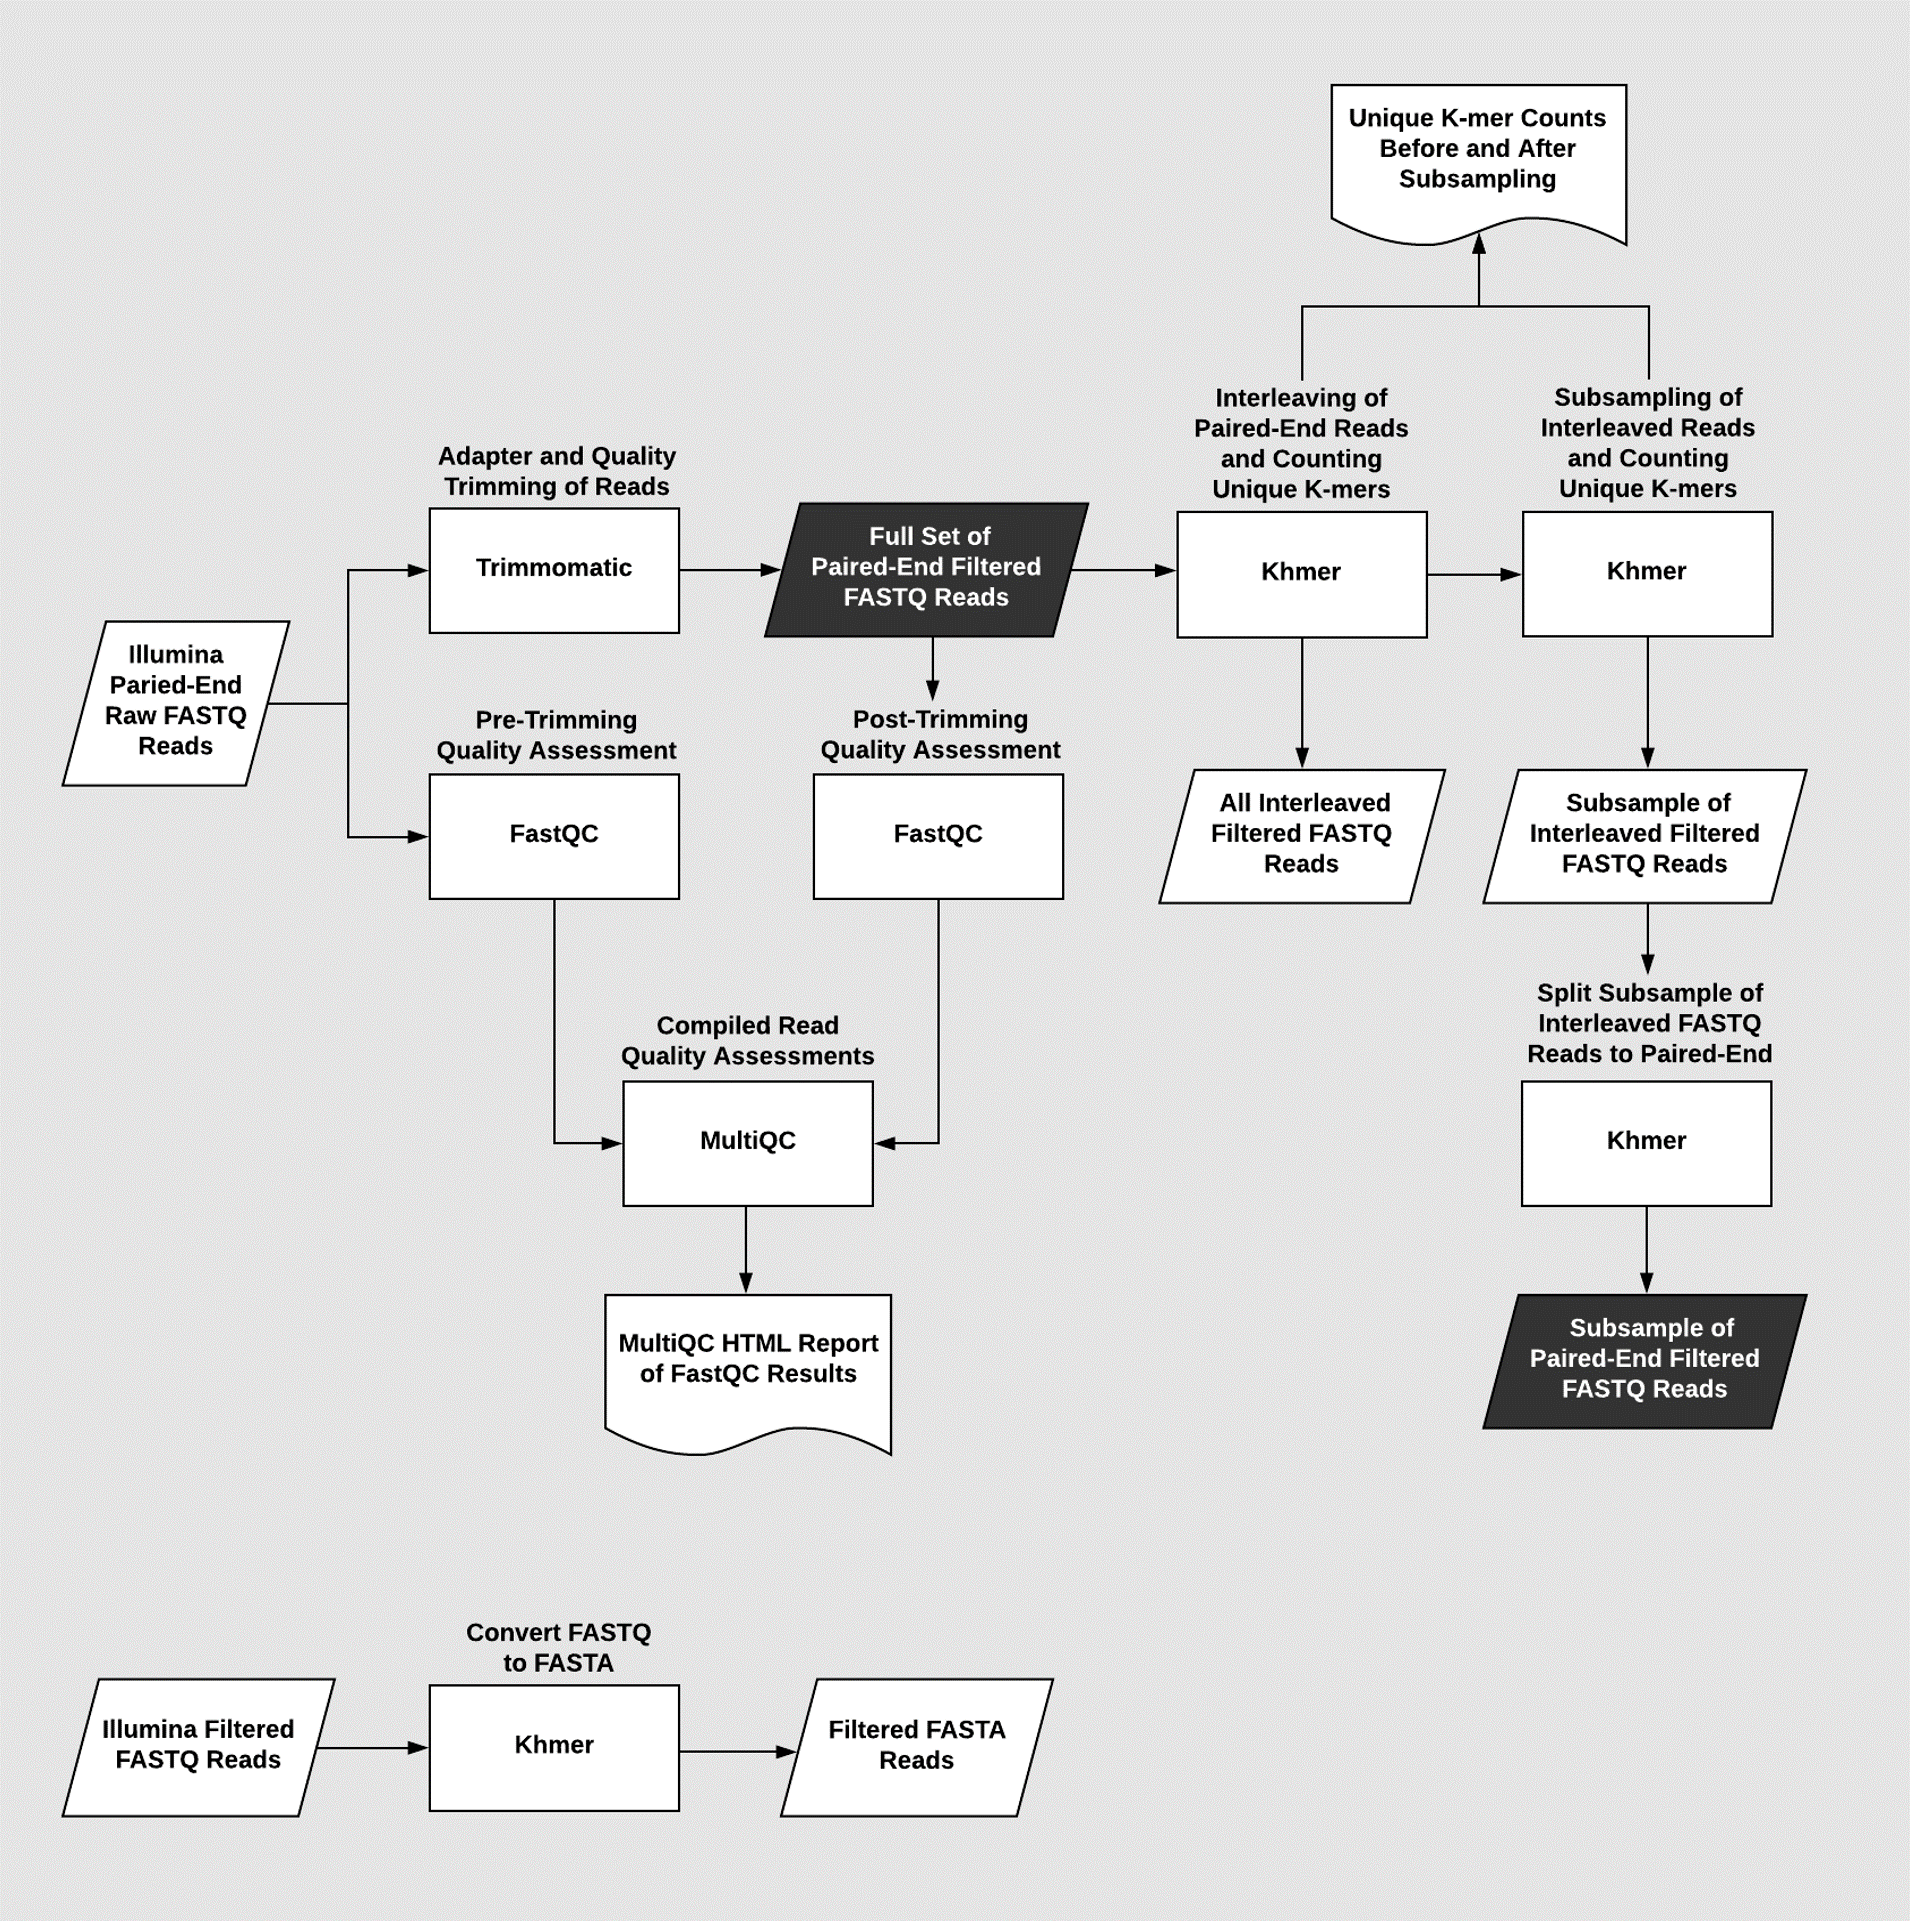 Unique K-mer Counts
Before and After
Subsampling
Interleaving of
Paired-End Reads
and Counting
Unique K-mers
Subsampling of
Interleaved Reads
and Counting
Unique K-mers
Adapter and Quality
Trimming of Reads
Trimmomatic
Full Set of
Paired-End Filtered
FASTQ Reads
Khmer
Khmer
Illumina
Paried-End
Raw FASTQ
Reads
Pre-Trimming
Quality Assessment
FastQC
Post-Trimming
Quality Assessment
FastQC
All Interleaved
Filtered FASTQ
Reads
Subsample of
Interleaved Filtered
FASTQ Reads
Compiled Read
Quality Assessments
MultiQC
Split Subsample of
Interleaved FASTQ
Reads to Paired-End
Khmer
MultiQC HTML Report
of FastQC Results
Subsample of
Paired-End Filtered
FASTQ Reads
Convert FASTQ
to FASTA
Illumina Filtered
FASTQ Reads
Khmer
Filtered FASTA
Reads